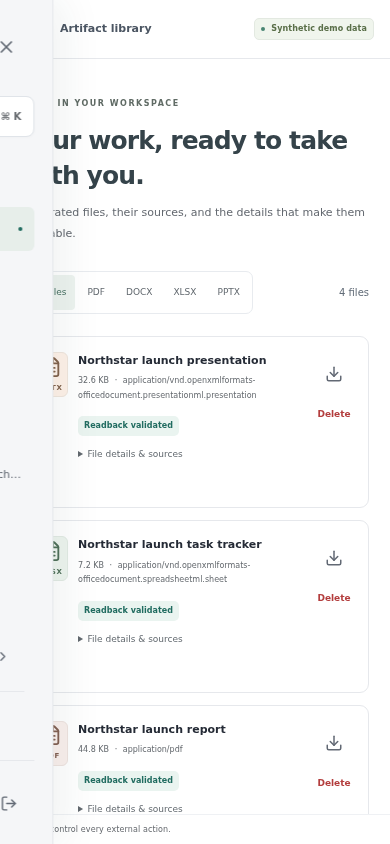 Artifact library
Synthetic demo data
⌘ K
IN YOUR WORKSPACE
ur work, ready to take
th you.
rated files, their sources, and the details that make them
ble.
les
PDF
DOCX
XLSX
PPTX
4 files
Northstar launch presentation
32.6 KB · application/vnd.openxmlformats-
officedocument.presentationml.presentation
TX
Readback validated
File details & sources
Delete
ch…
Northstar launch task tracker
7.2 KB · application/vnd.openxmlformats-
officedocument.spreadsheetml.sheet
SX
Readback validated
File details & sources
Delete
Northstar launch report
44.8 KB · application/pdf
F
Readback validated
File details & sources
Delete
ontrol every external action.